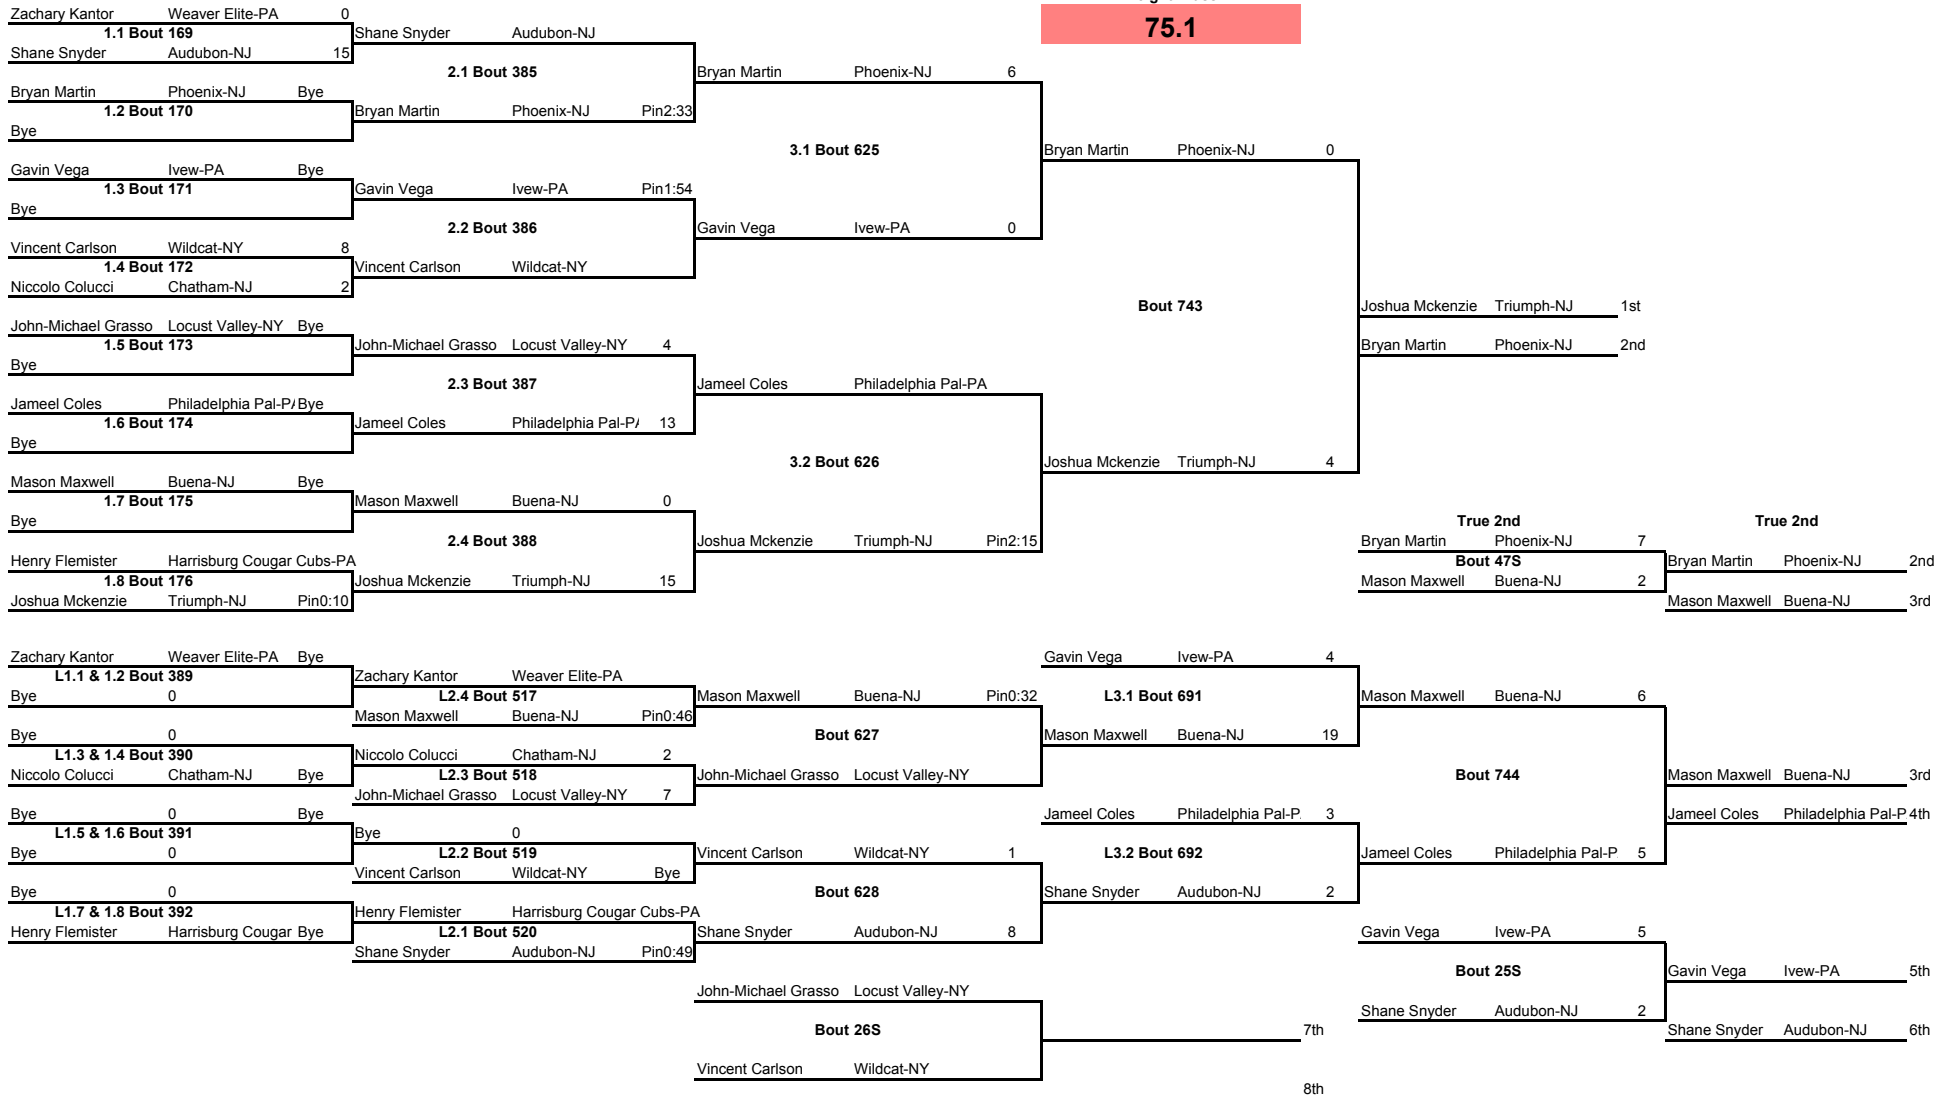 75.1
Zachary Kantor Weaver Elite-PA 0
1.1 Bout 169
Shane Snyder Audubon-NJ 15
Bryan Martin Phoenix-NJ Bye
1.2 Bout 170
Bye
Gavin Vega Ivew-PA Bye
1.3 Bout 171
Bye
Vincent Carlson Wildcat-NY 8
1.4 Bout 172
Niccolo Colucci Chatham-NJ 2
John-Michael Grasso Locust Valley-NY Bye
1.5 Bout 173
Bye
Jameel Coles Philadelphia Pal-P Bye
1.6 Bout 174
Bye
Mason Maxwell Buena-NJ Bye
1.7 Bout 175
Bye
Henry Flemister Harrisburg Cougar Cubs-PA
1.8 Bout 176
Joshua Mckenzie Triumph-NJ Pin0:10
Shane Snyder Audubon-NJ
2.1 Bout 385
Bryan Martin Phoenix-NJ Pin2:33
Gavin Vega Ivew-PA Pin1:54
2.2 Bout 386
Vincent Carlson Wildcat-NY
John-Michael Grasso Locust Valley-NY 4
2.3 Bout 387
Jameel Coles Philadelphia Pal-P 13
Mason Maxwell Buena-NJ 0
2.4 Bout 388
Joshua Mckenzie Triumph-NJ 15
Bryan Martin Phoenix-NJ 6
3.1 Bout 625
Gavin Vega Ivew-PA 0
Jameel Coles Philadelphia Pal-PA
3.2 Bout 626
Joshua Mckenzie Triumph-NJ Pin2:15
Bryan Martin Phoenix-NJ 0
Bout 743
Joshua Mckenzie Triumph-NJ 4
Joshua Mckenzie Triumph-NJ 1st
Bryan Martin Phoenix-NJ 2nd
True 2nd
Bryan Martin Phoenix-NJ 7
Bout 47S
Mason Maxwell Buena-NJ 2
True 2nd
Bryan Martin Phoenix-NJ 2nd
Mason Maxwell Buena-NJ 3rd
Zachary Kantor Weaver Elite-PA Bye
L1.1 & 1.2 Bout 389
Bye 0
Bye 0
L1.3 & 1.4 Bout 390
Niccolo Colucci Chatham-NJ Bye
Bye 0 Bye
L1.5 & 1.6 Bout 391
Bye 0
Bye 0
L1.7 & 1.8 Bout 392
Henry Flemister Harrisburg Cougar Bye
Zachary Kantor Weaver Elite-PA
L2.4 Bout 517
Mason Maxwell Buena-NJ Pin0:46
Niccolo Colucci Chatham-NJ 2
L2.3 Bout 518
John-Michael Grasso Locust Valley-NY 7
Bye 0
L2.2 Bout 519
Vincent Carlson Wildcat-NY Bye
Henry Flemister Harrisburg Cougar Cubs-PA
L2.1 Bout 520
Shane Snyder Audubon-NJ Pin0:49
Mason Maxwell Buena-NJ Pin0:32
Bout 627
John-Michael Grasso Locust Valley-NY
Vincent Carlson Wildcat-NY 1
Bout 628
Shane Snyder Audubon-NJ 8
John-Michael Grasso Locust Valley-NY
Bout 26S
Vincent Carlson Wildcat-NY
7th
8th
Gavin Vega Ivew-PA 4
L3.1 Bout 691
Mason Maxwell Buena-NJ 19
Jameel Coles Philadelphia Pal-P 3
L3.2 Bout 692
Shane Snyder Audubon-NJ 2
Mason Maxwell Buena-NJ 6
Bout 744
Jameel Coles Philadelphia Pal-P 5
Mason Maxwell Buena-NJ 3rd
Jameel Coles Philadelphia Pal-P 4th
Gavin Vega Ivew-PA 5
Bout 25S
Shane Snyder Audubon-NJ 2
Gavin Vega Ivew-PA 5th
Shane Snyder Audubon-NJ 6th